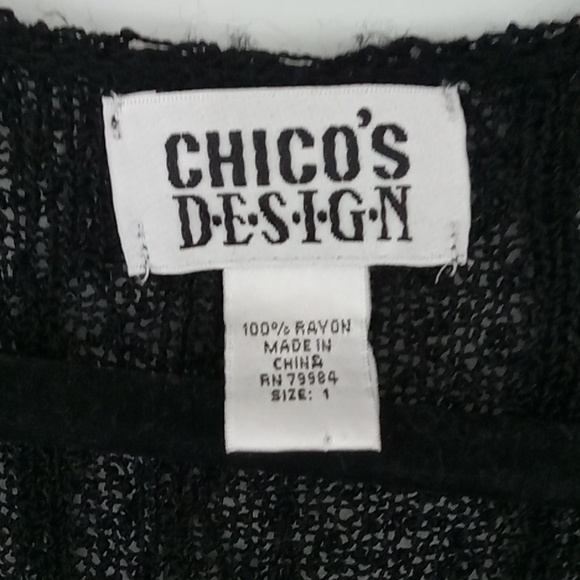 CHICO'S
D·E·S·I·G·N
100% RAYON
MADE IN
CHINA
RN 79984
SIZE: 1